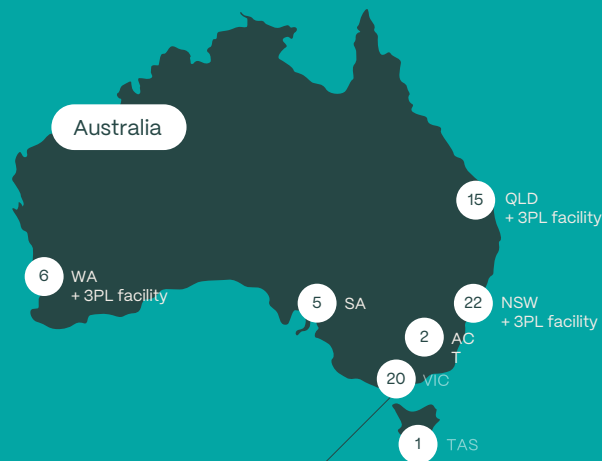 Australia
15
QLD
+ 3PL facility
6
WA
+ 3PL facility
5
SA
22
NSW
+ 3PL facility
2
AC
T
20
VIC
1
TAS